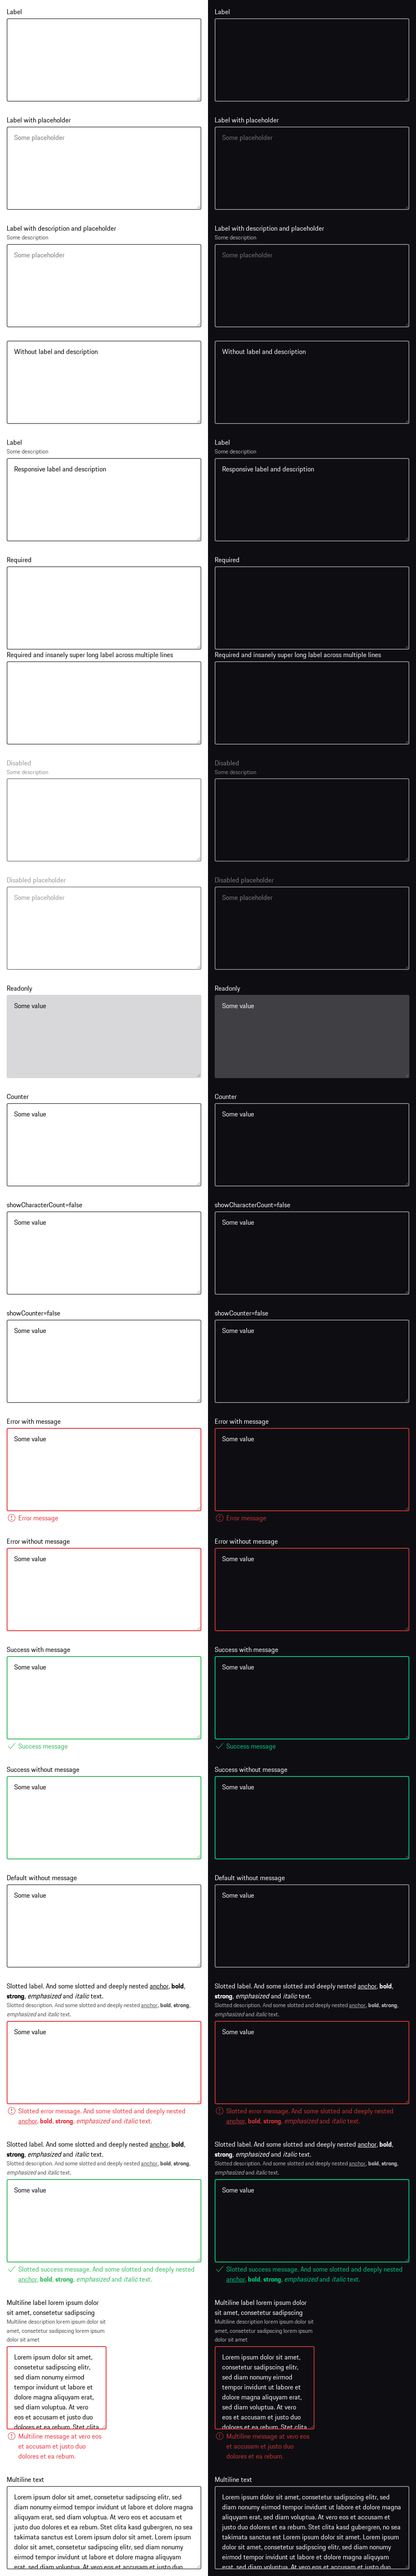 Label
Label with placeholder
Some placeholder
Label with description and placeholder
Some description
Some placeholder
Without label and description
Label
Some description
Responsive label and description
Required
Required and insanely super long label across multiple lines
Disabled
Some description
Disabled placeholder
Some placeholder
Readonly
Some value
Counter
Some value
showCharacterCount=false
Some value
showCounter=false
Some value
Error with message
Some value
Error message
Error without message
Some value
Success with message
Some value
Success message
Success without message
Some value
Default without message
Some value
Slotted label. And some slotted and deeply nested anchor, bold,
strong, emphasized and italic text.
Slotted description. And some slotted and deeply nested anchor, bold, strong,
emphasized and italic text.
Some value
Slotted error message. And some slotted and deeply nested
anchor, bold, strong, emphasized and italic text.
Slotted label. And some slotted and deeply nested anchor, bold,
strong, emphasized and italic text.
Slotted description. And some slotted and deeply nested anchor, bold, strong,
emphasized and italic text.
Some value
Slotted success message. And some slotted and deeply nested
anchor, bold, strong, emphasized and italic text.
Multiline label lorem ipsum dolor
sit amet, consetetur sadipscing
Multiline description lorem ipsum dolor sit
amet, consetetur sadipscing lorem ipsum
dolor sit amet
Lorem ipsum dolor sit amet,
consetetur sadipscing elitr,
sed diam nonumy eirmod
tempor invidunt ut labore et
dolore magna aliquyam erat,
sed diam voluptua. At vero
eos et accusam et justo duo
dolores et ea rebum. Stet clita
Multiline message at vero eos
et accusam et justo duo
dolores et ea rebum.
Multiline text
Lorem ipsum dolor sit amet, consetetur sadipscing elitr, sed
diam nonumy eirmod tempor invidunt ut labore et dolore magna
aliquyam erat, sed diam voluptua. At vero eos et accusam et
justo duo dolores et ea rebum. Stet clita kasd gubergren, no sea
takimata sanctus est Lorem ipsum dolor sit amet. Lorem ipsum
dolor sit amet, consetetur sadipscing elitr, sed diam nonumy
eirmod tempor invidunt ut labore et dolore magna aliquyam
erat, sed diam voluptua. At vero eos et accusam et justo duo
Label
Label with placeholder
Some placeholder
Label with description and placeholder
Some description
Some placeholder
Without label and description
Label
Some description
Responsive label and description
Required
Required and insanely super long label across multiple lines
Disabled
Some description
Disabled placeholder
Some placeholder
Readonly
Some value
Counter
Some value
showCharacterCount=false
Some value
showCounter=false
Some value
Error with message
Some value
Error message
Error without message
Some value
Success with message
Some value
Success message
Success without message
Some value
Default without message
Some value
Slotted label. And some slotted and deeply nested anchor, bold,
strong, emphasized and italic text.
Slotted description. And some slotted and deeply nested anchor, bold, strong,
emphasized and italic text.
Some value
Slotted error message. And some slotted and deeply nested
anchor, bold, strong, emphasized and italic text.
Slotted label. And some slotted and deeply nested anchor, bold,
strong, emphasized and italic text.
Slotted description. And some slotted and deeply nested anchor, bold, strong,
emphasized and italic text.
Some value
Slotted success message. And some slotted and deeply nested
anchor, bold, strong, emphasized and italic text.
Multiline label lorem ipsum dolor
sit amet, consetetur sadipscing
Multiline description lorem ipsum dolor sit
amet, consetetur sadipscing lorem ipsum
dolor sit amet
Lorem ipsum dolor sit amet,
consetetur sadipscing elitr,
sed diam nonumy eirmod
tempor invidunt ut labore et
dolore magna aliquyam erat,
sed diam voluptua. At vero
eos et accusam et justo duo
dolores et ea rebum. Stet clita
Multiline message at vero eos
et accusam et justo duo
dolores et ea rebum.
Multiline text
Lorem ipsum dolor sit amet, consetetur sadipscing elitr, sed
diam nonumy eirmod tempor invidunt ut labore et dolore magna
aliquyam erat, sed diam voluptua. At vero eos et accusam et
justo duo dolores et ea rebum. Stet clita kasd gubergren, no sea
takimata sanctus est Lorem ipsum dolor sit amet. Lorem ipsum
dolor sit amet, consetetur sadipscing elitr, sed diam nonumy
eirmod tempor invidunt ut labore et dolore magna aliquyam
erat, sed diam voluptua. At vero eos et accusam et justo duo